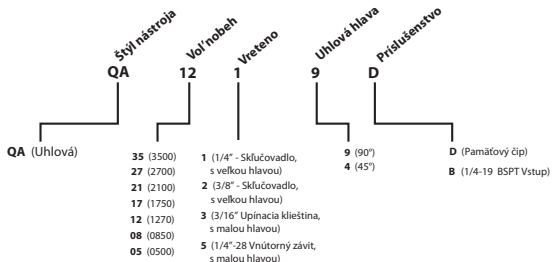 Štýl nástroja
Voľnobeh
Vreteno
Uhlová hlava
Príslušenstvo
QA
12
1
9
D
QA (Uhlová)
35 (3500)
27 (2700)
21 (2100)
17 (1750)
12 (1270)
08 (0850)
05 (0500)
1 (1/4" - Skľučovadlo,
s veľkou hlavou)
2 (3/8" - Skľučovadlo,
s veľkou hlavou)
3 (3/16" Upínacia klieština,
s malou hlavou)
5 (1/4"-28 Vnútorný závit,
s malou hlavou)
9 (90°)
4 (45°)
D (Pamäťový čip)
B (1/4-19 BSPT Vstup)